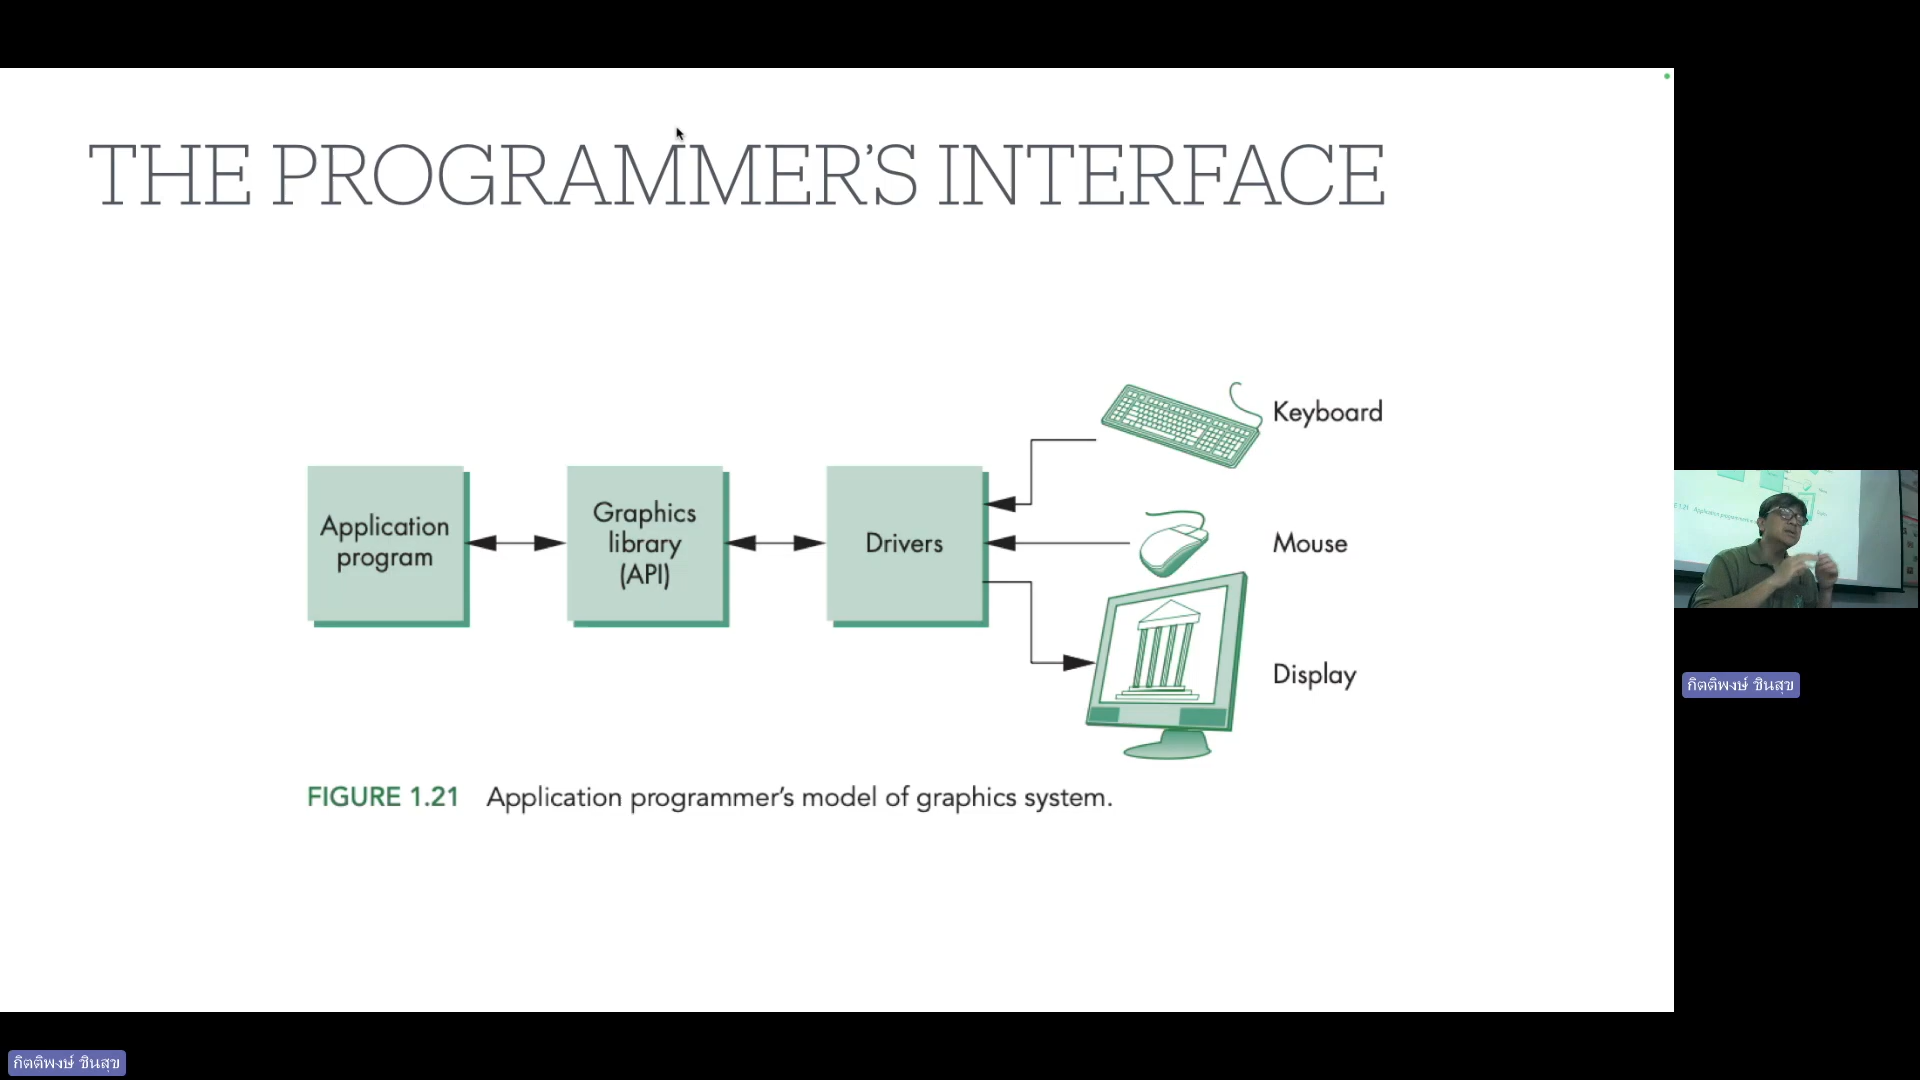 THE PROGRAMMER'S INTERFACE
Keyboard
Application
program
Graphics
library
(API)
Drivers
Mouse
Display
FIGURE 1.21 Application programmer's model of graphics system.
กิตติพงษ์ ชินสุข
กิตติพงษ์ ชินสุข